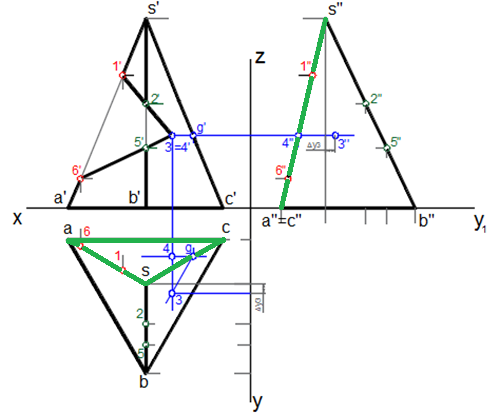 s' s''
z
1' 1''
2' 2''
g'
3'=4' 4'' 3''
5' Δy₃ 5''
6' 6''
a' b' c' a''=c'' b''
x y₁
a 6 c
1 4 g
s
3 Δy₃
2
5
b
y